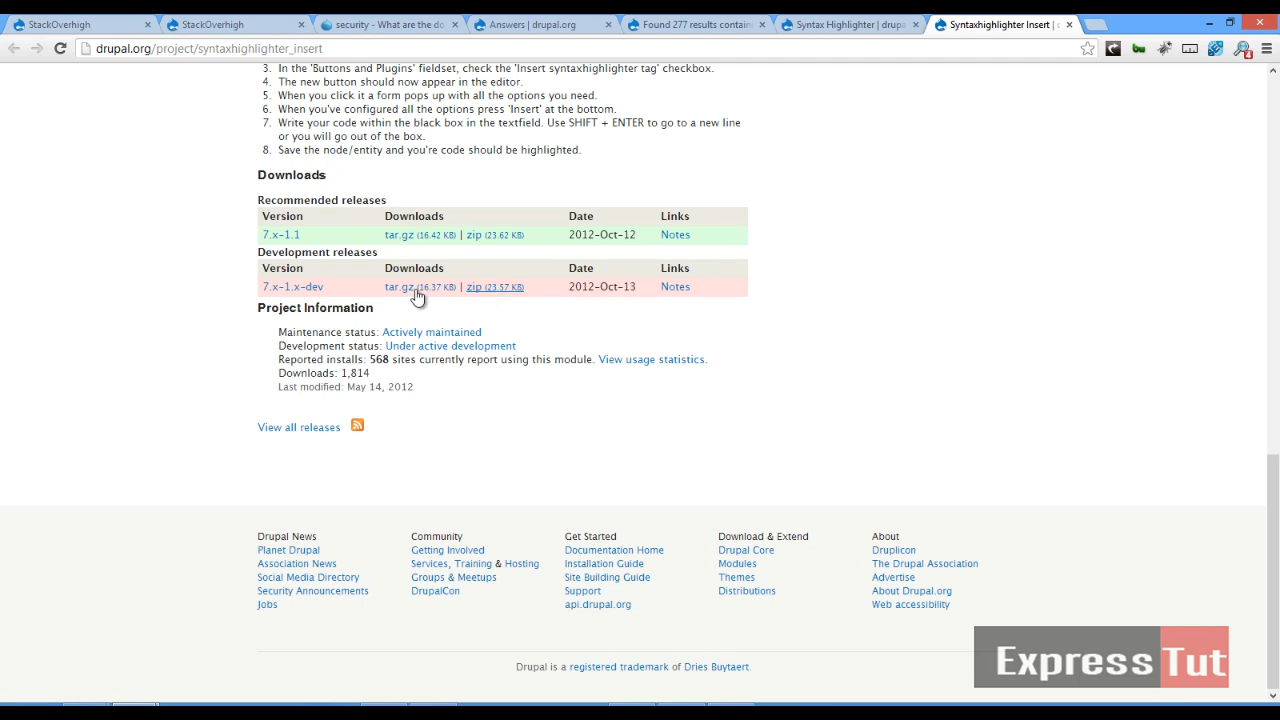 StackOverhigh
StackOverhigh
security - What are the do
Answers | drupal.org
Found 277 results contain
Syntax Highlighter | drupa
Syntaxhighlighter Insert |
drupal.org/project/syntaxhighlighter_insert
3. In the 'Buttons and Plugins' fieldset, check the 'Insert syntaxhighlighter tag' checkbox.
4. The new button should now appear in the editor.
5. When you click it a form pops up with all the options you need.
6. When you've configured all the options press 'Insert' at the bottom.
7. Write your code within the black box in the textfield. Use SHIFT + ENTER to go to a new line
or you will go out of the box.
8. Save the node/entity and you're code should be highlighted.
Downloads
Recommended releases
Version Downloads Date Links
7.x-1.1 tar.gz (16.42 KB) | zip (23.62 KB) 2012-Oct-12 Notes
Development releases
Version Downloads Date Links
7.x-1.x-dev tar.gz (16.37 KB) | zip (23.57 KB) 2012-Oct-13 Notes
Project Information
Maintenance status: Actively maintained
Development status: Under active development
Reported installs: 568 sites currently report using this module. View usage statistics.
Downloads: 1,814
Last modified: May 14, 2012
View all releases
Drupal News Community Get Started Download & Extend About
Planet Drupal Getting Involved Documentation Home Drupal Core Druplicon
Association News Services, Training & Hosting Installation Guide Modules The Drupal Association
Social Media Directory Groups & Meetups Site Building Guide Themes Advertise
Security Announcements DrupalCon Support Distributions About Drupal.org
Jobs api.drupal.org Web accessibility
Drupal is a registered trademark of Dries Buytaert.
Express Tut